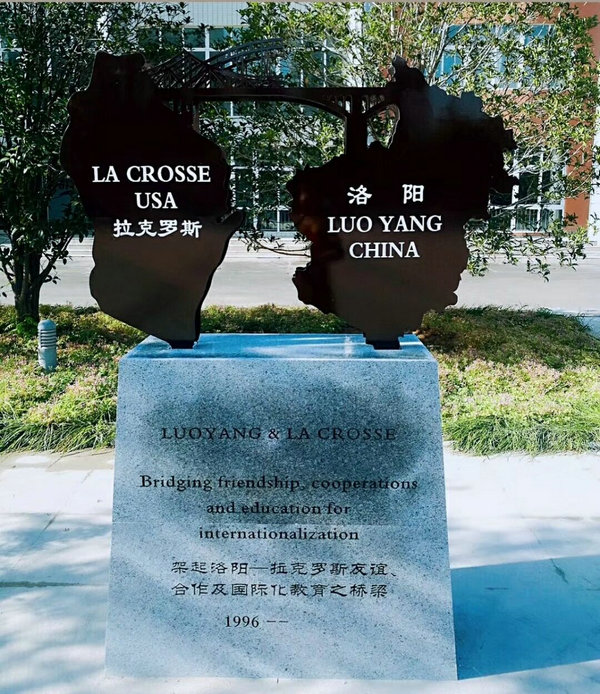 LA CROSSE
USA
拉克罗斯
洛 阳
LUO YANG
CHINA
LUOYANG & LA CROSSE
Bridging friendship, cooperations
and education for
internationalization
架起洛阳—拉克罗斯友谊、
合作及国际化教育之桥梁
1996 --